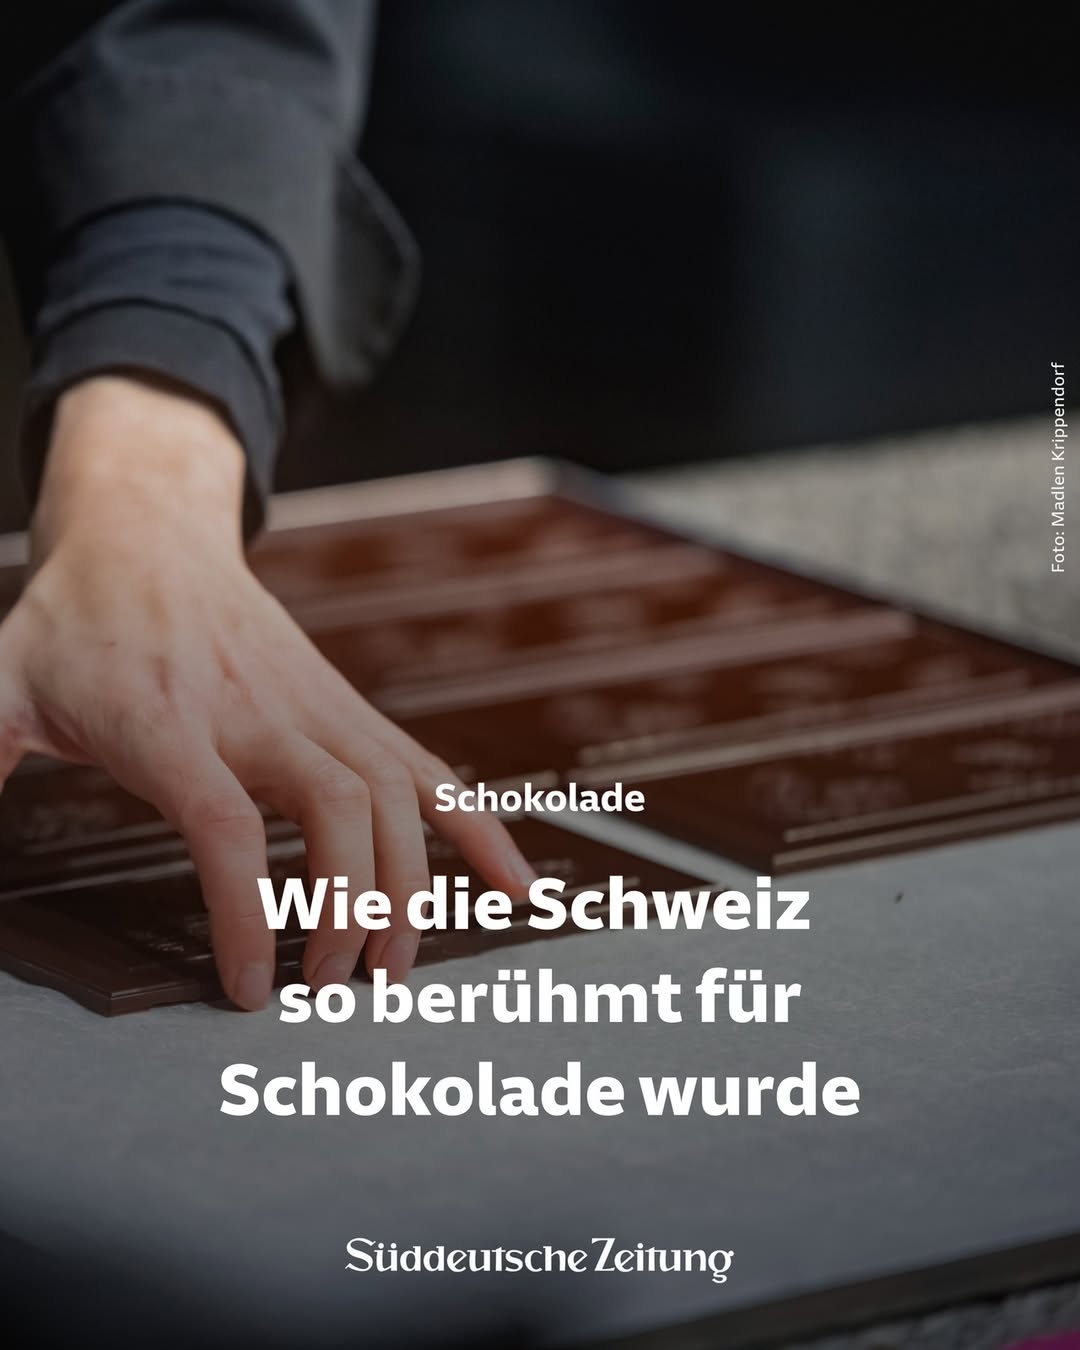 Foto: Madlen Krippendorf
Schokolade
Wie die Schweiz
so berühmt für
Schokolade wurde
Süddeutsche Zeitung